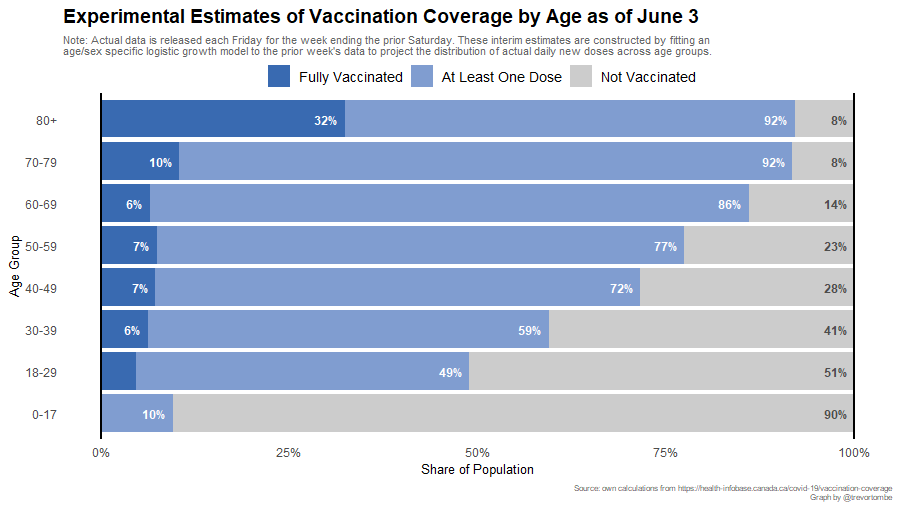 Experimental Estimates of Vaccination Coverage by Age as of June 3
Note: Actual data is released each Friday for the week ending the prior Saturday. These interim estimates are constructed by fitting an
age/sex specific logistic growth model to the prior week's data to project the distribution of actual daily new doses across age groups.
Fully Vaccinated At Least One Dose Not Vaccinated
80+ 32% 92% 8%
70-79 10% 92% 8%
60-69 6% 86% 14%
50-59 7% 77% 23%
40-49 7% 72% 28%
30-39 6% 59% 41%
18-29 49% 51%
0-17 10% 90%
Age Group
0% 25% 50% 75% 100%
Share of Population
Source: own calculations from https://health-infobase.canada.ca/covid-19/vaccination-coverage
Graph by @trevortombe